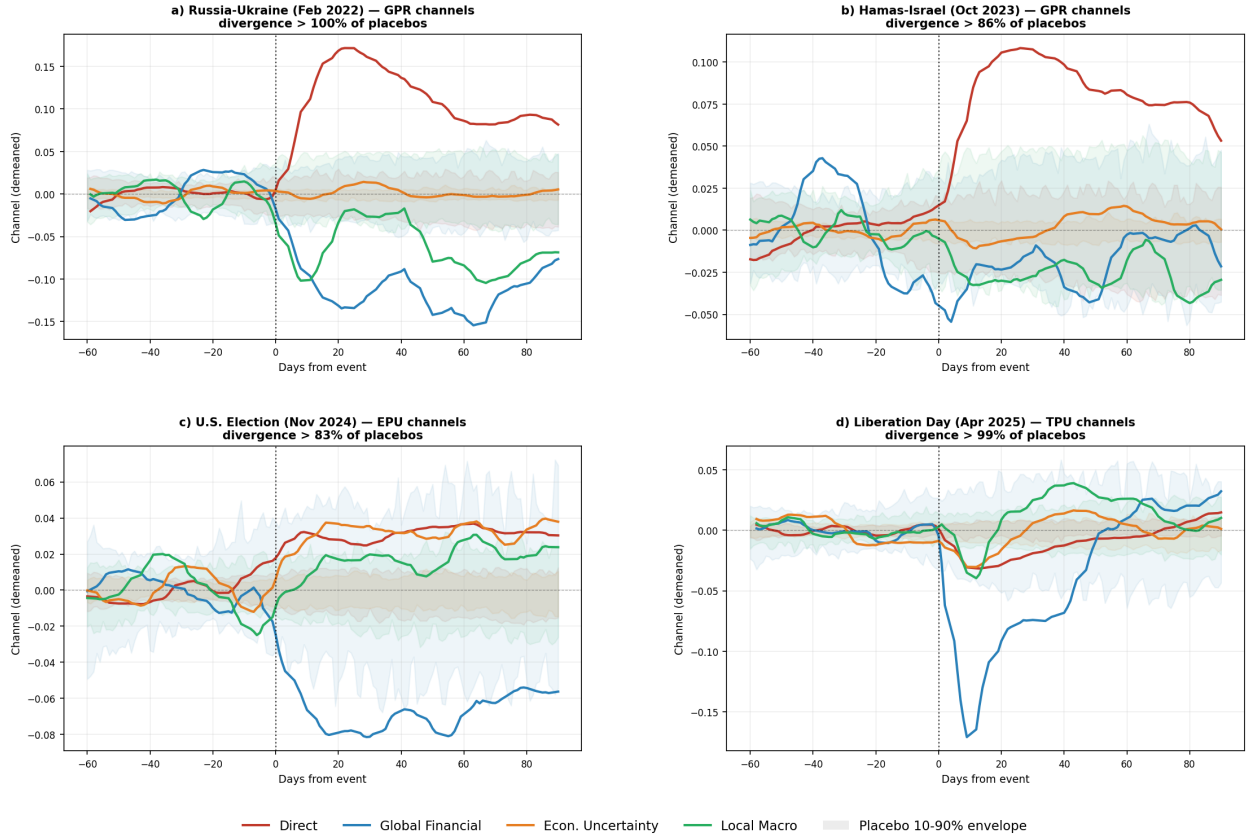 a) Russia-Ukraine (Feb 2022) — GPR channels
divergence > 100% of placebos
Channel (demeaned)
0.15
0.10
0.05
0.00
−0.05
−0.10
−0.15
−60
−40
−20
0
20
40
60
80
Days from event
b) Hamas-Israel (Oct 2023) — GPR channels
divergence > 86% of placebos
Channel (demeaned)
0.100
0.075
0.050
0.025
0.000
−0.025
−0.050
−60
−40
−20
0
20
40
60
80
Days from event
c) U.S. Election (Nov 2024) — EPU channels
divergence > 83% of placebos
Channel (demeaned)
0.06
0.04
0.02
0.00
−0.02
−0.04
−0.06
−0.08
−60
−40
−20
0
20
40
60
80
Days from event
d) Liberation Day (Apr 2025) — TPU channels
divergence > 99% of placebos
Channel (demeaned)
0.05
0.00
−0.05
−0.10
−0.15
−60
−40
−20
0
20
40
60
80
Days from event
Direct
Global Financial
Econ. Uncertainty
Local Macro
Placebo 10-90% envelope